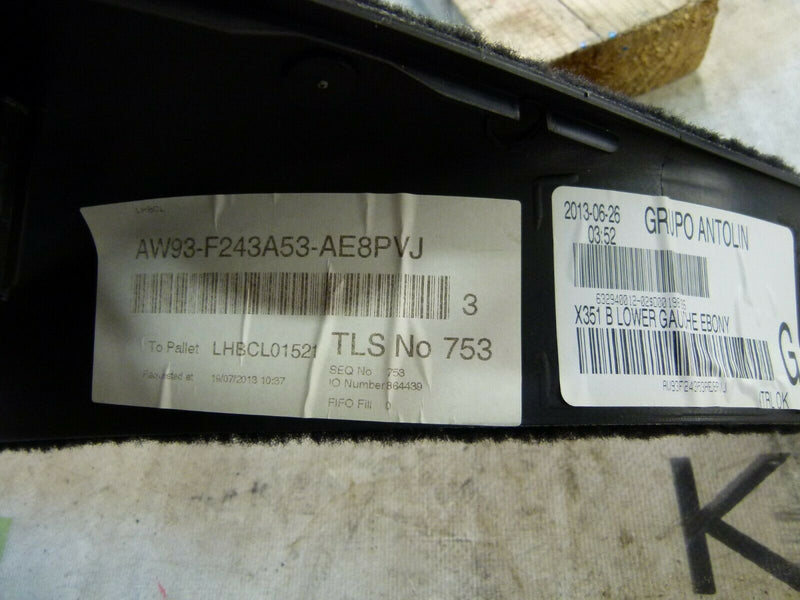 LHBCL
AW93-F243A53-AE8PVJ
3
To Pallet LHBCL01521 TLS No 753
SEQ No 753
IO Number 864439
Requested at 19/07/2013 10:37
FIFO Fill 0
2013-06-26
03:52
GRUPO ANTOLIN
X351 B LOWER GAUCHE EBONY
G
TRLOK
K